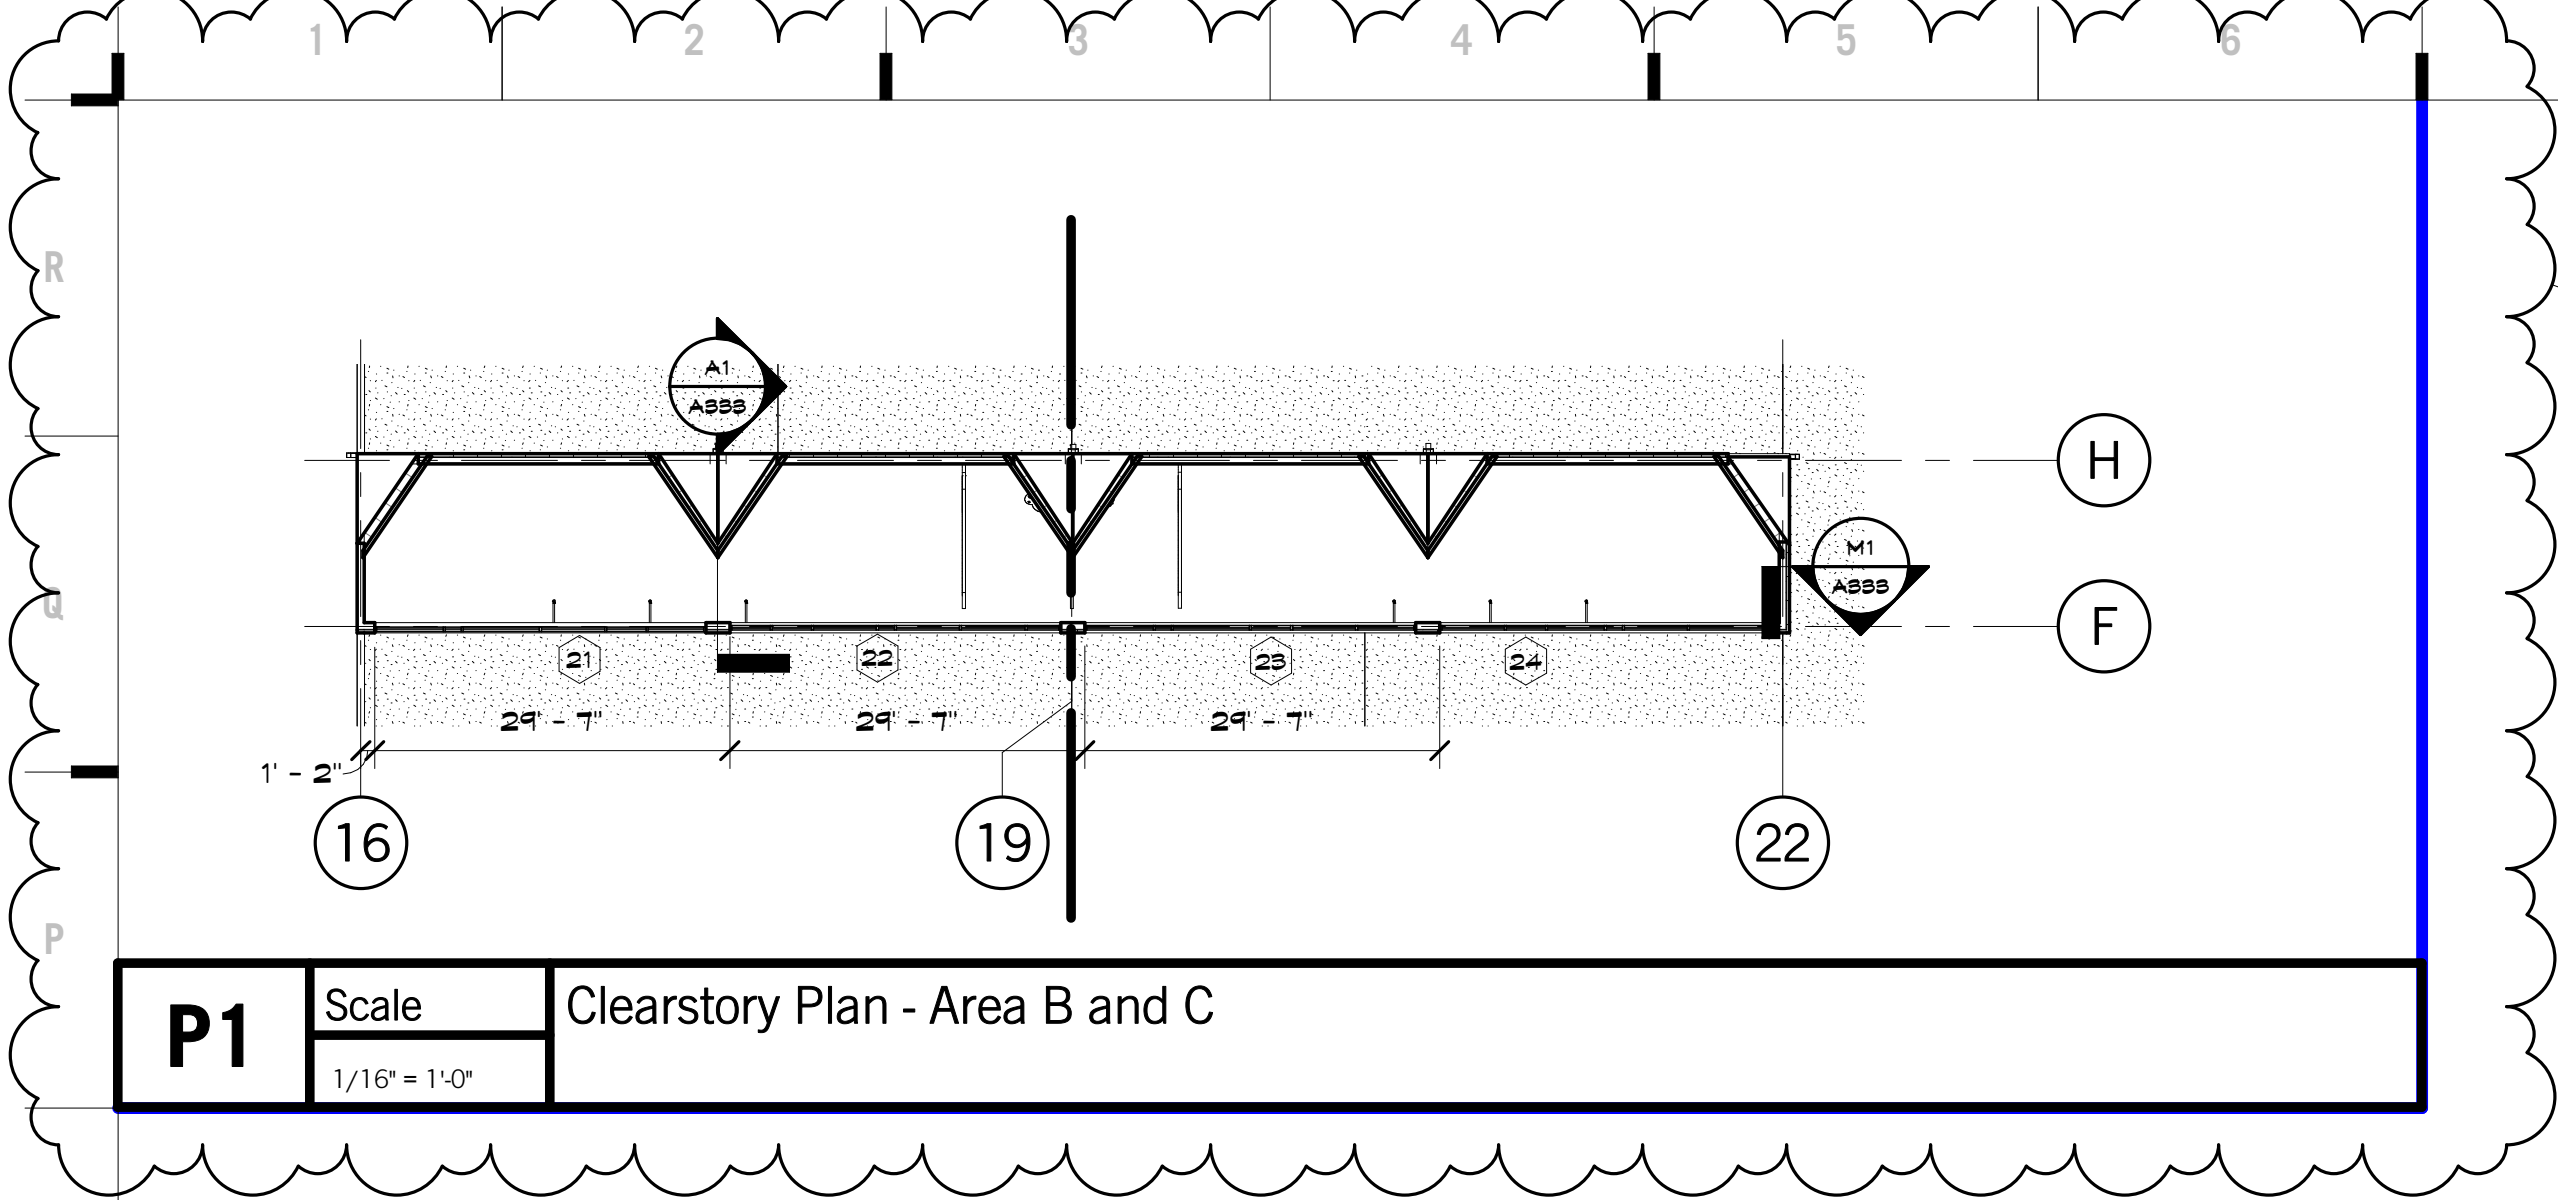 1 2 3 4 5 6
R
A1
A333
H
M1
A333
Q
F
21 22 23 24
29' - 7" 29' - 7" 29' - 7"
1' - 2"
16 19 22
P
P1
Scale
1/16" = 1'-0"
Clearstory Plan - Area B and C